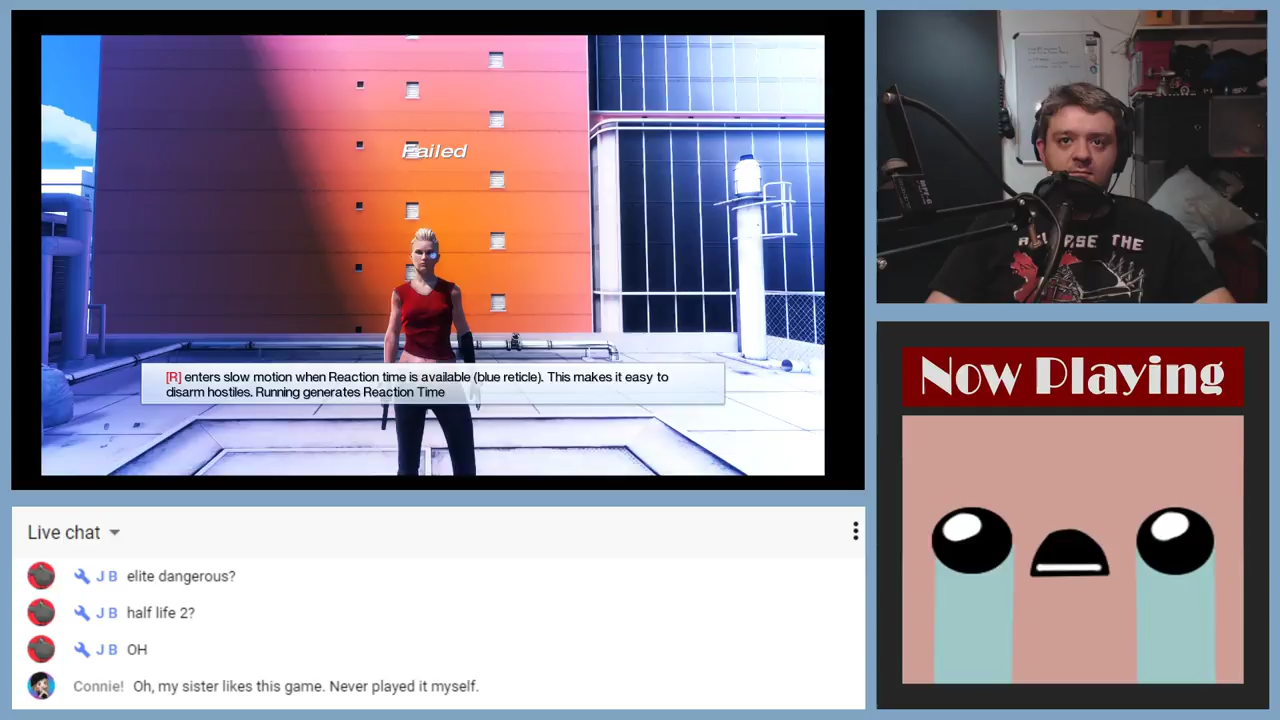 Failed
[R] enters slow motion when Reaction time is available (blue reticle). This makes it easy to
disarm hostiles. Running generates Reaction Time
THE
Now Playing
Live chat
J B elite dangerous?
J B half life 2?
J B OH
Connie! Oh, my sister likes this game. Never played it myself.